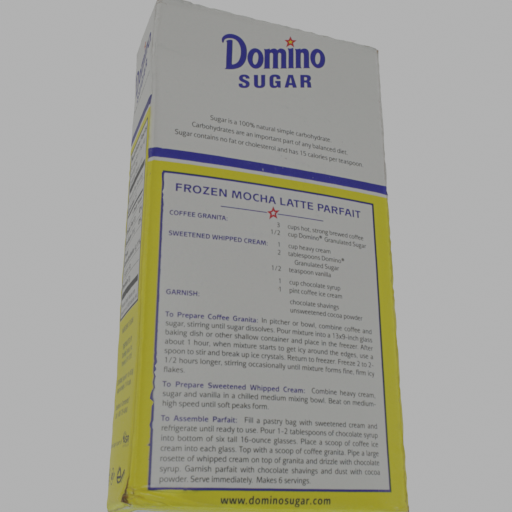 Domino
SUGAR
Sugar is a 100% natural simple carbohydrate.
Carbohydrates are an important part of any balanced diet.
Sugar contains no fat or cholesterol and has 15 calories per teaspoon.
FROZEN MOCHA LATTE PARFAIT
COFFEE GRANITA:
3 cups hot, strong brewed coffee
1/2 cup Domino® Granulated Sugar
SWEETENED WHIPPED CREAM:
1 cup heavy cream
2 tablespoons Domino®
Granulated Sugar
1/2 teaspoon vanilla
1 cup chocolate syrup
1 pint coffee ice cream
GARNISH:
chocolate shavings
unsweetened cocoa powder
To Prepare Coffee Granita: In pitcher or bowl, combine coffee and
sugar, stirring until sugar dissolves. Pour mixture into a 13x9-inch glass
baking dish or other shallow container and place in the freezer. After
about 1 hour, when mixture starts to get icy around the edges, use a
spoon to stir and break up ice crystals. Return to freezer. Freeze 2 to 2-
1/2 hours longer, stirring occasionally until mixture forms fine, firm icy
flakes.
To Prepare Sweetened Whipped Cream: Combine heavy cream,
sugar and vanilla in a chilled medium mixing bowl. Beat on medium-
high speed until soft peaks form.
To Assemble Parfait: Fill a pastry bag with sweetened cream and
refrigerate until ready to use. Pour 1-2 tablespoons of chocolate syrup
into bottom of six tall 16-ounce glasses. Place a scoop of coffee ice
cream into each glass. Top with a scoop of coffee granita. Pipe a large
rosette of whipped cream on top of granita and drizzle with chocolate
syrup. Garnish parfait with chocolate shavings and dust with cocoa
powder. Serve immediately. Makes 6 servings.
www.dominosugar.com